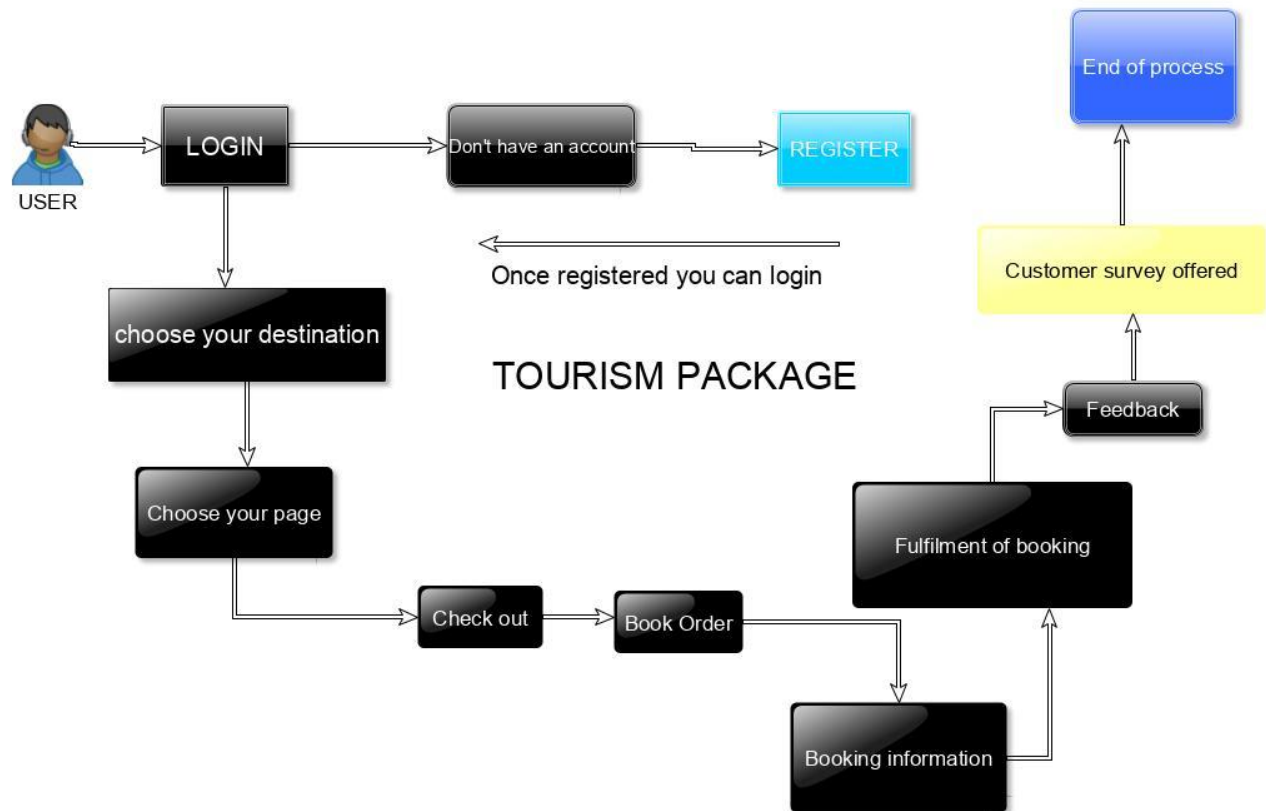 End of process
LOGIN
Don't have an account
REGISTER
USER
Once registered you can login
Customer survey offered
choose your destination
TOURISM PACKAGE
Feedback
Choose your page
Fulfilment of booking
Check out
Book Order
Booking information